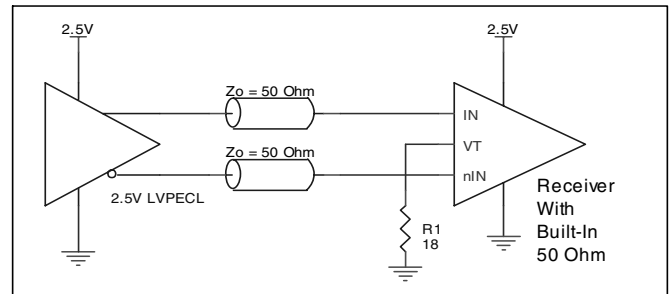 2.5V
2.5V
Zo = 50 Ohm
IN
VT
Zo = 50 Ohm
nIN
2.5V LVPECL
Receiver
With
Built-In
50 Ohm
R1
18